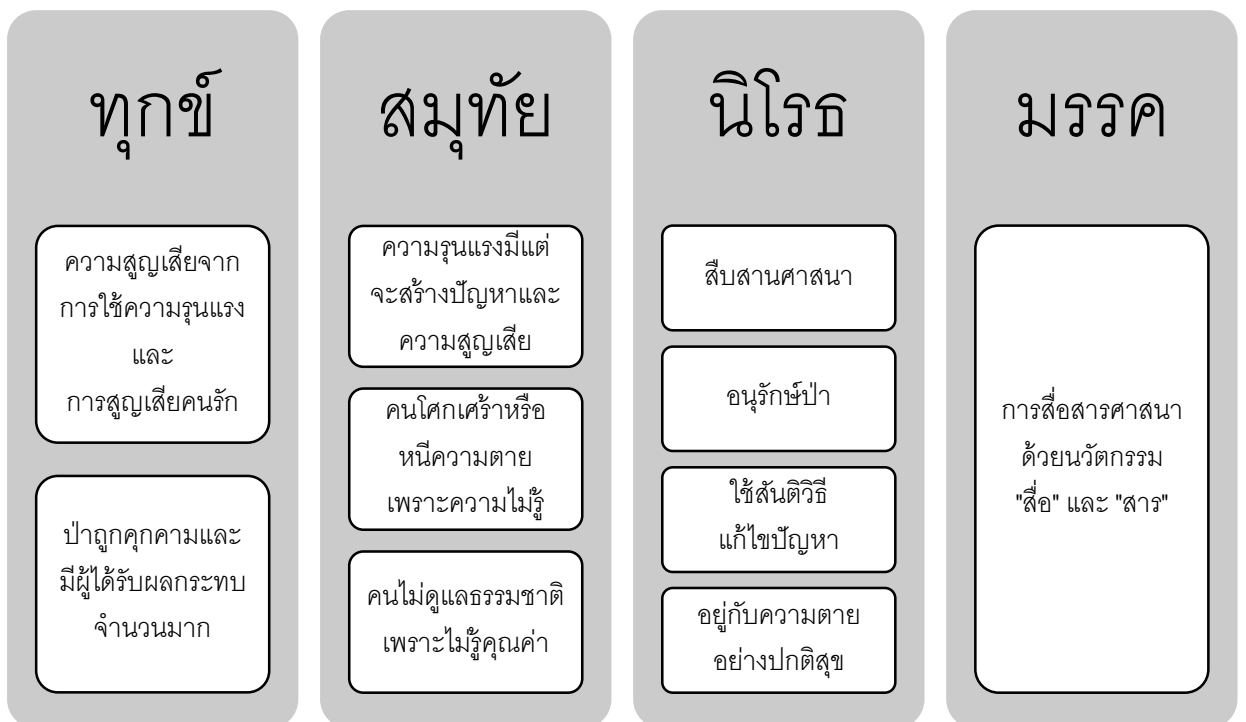 ทุกข์
ความสูญเสียจาก
การใช้ความรุนแรง
และ
การสูญเสียคนรัก
ป่าถูกคุกคามและ
มีผู้ได้รับผลกระทบ
จำนวนมาก
สมุทัย
ความรุนแรงมีแต่
จะสร้างปัญหาและ
ความสูญเสีย
คนโศกเศร้าหรือ
หนีความตาย
เพราะความไม่รู้
คนไม่ดูแลธรรมชาติ
เพราะไม่รู้คุณค่า
นิโรธ
สืบสานศาสนา
อนุรักษ์ป่า
ใช้สันติวิธี
แก้ไขปัญหา
อยู่กับความตาย
อย่างปกติสุข
มรรค
การสื่อสารศาสนา
ด้วยนวัตกรรม
"สื่อ" และ "สาร"